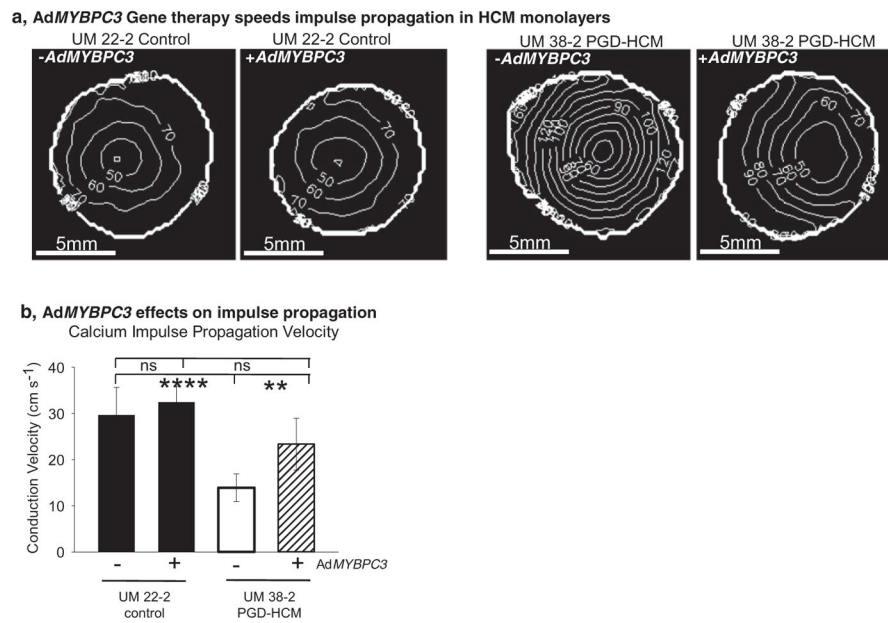 a, AdMYBPC3 Gene therapy speeds impulse propagation in HCM monolayers
UM 22-2 Control
UM 22-2 Control
UM 38-2 PGD-HCM
UM 38-2 PGD-HCM
-AdMYBPC3
+AdMYBPC3
-AdMYBPC3
+AdMYBPC3
70
60
50
70
70
60
50
70
90
100
120
120
60
80
90
50
5mm
5mm
5mm
5mm
b, AdMYBPC3 effects on impulse propagation
Calcium Impulse Propagation Velocity
Conduction Velocity (cm s-1)
40
30
20
10
0
ns
ns
****
**
- + - + AdMYBPC3
UM 22-2
control
UM 38-2
PGD-HCM